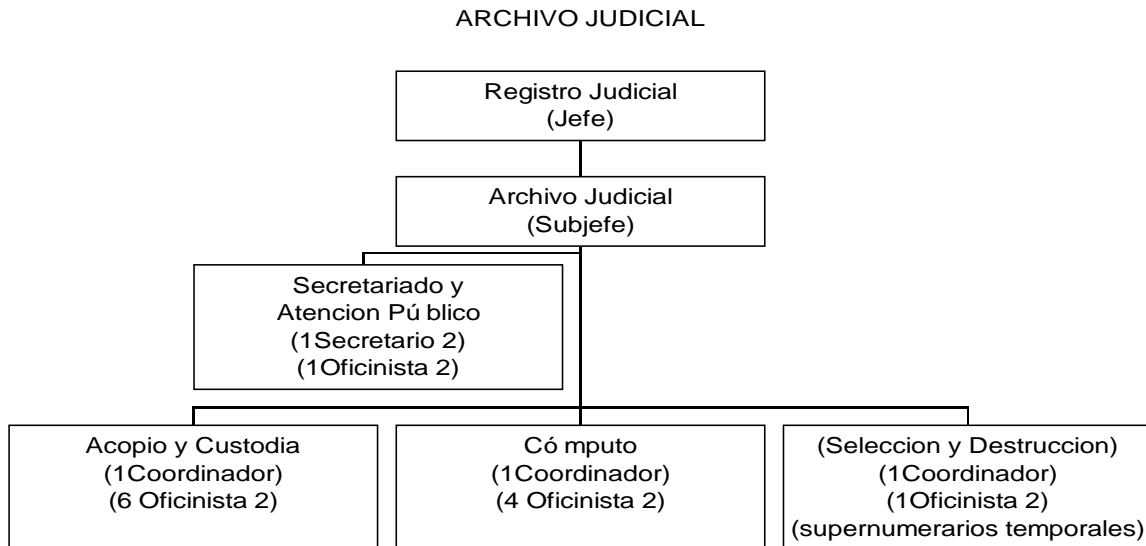 ARCHIVO JUDICIAL
Registro Judicial
(Jefe)
Archivo Judicial
(Subjefe)
Secretariado y
Atencion Pú blico
(1Secretario 2)
(1Oficinista 2)
Acopio y Custodia
(1Coordinador)
(6 Oficinista 2)
Có mputo
(1Coordinador)
(4 Oficinista 2)
(Seleccion y Destruccion)
(1Coordinador)
(1Oficinista 2)
(supernumerarios temporales)